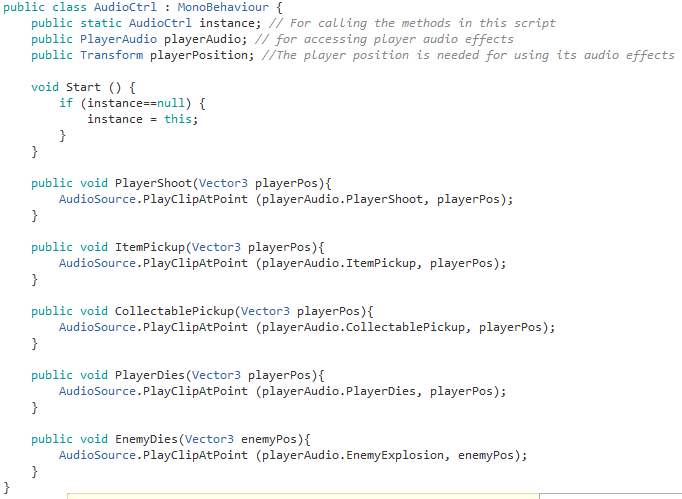 public class AudioCtrl : MonoBehaviour {
    public static AudioCtrl instance; // For calling the methods in this script
    public PlayerAudio playerAudio; // for accessing player audio effects
    public Transform playerPosition; //The player position is needed for using its audio effects

    void Start () {
        if (instance==null) {
            instance = this;
        }
    }

    public void PlayerShoot(Vector3 playerPos){
        AudioSource.PlayClipAtPoint (playerAudio.PlayerShoot, playerPos);
    }

    public void ItemPickup(Vector3 playerPos){
        AudioSource.PlayClipAtPoint (playerAudio.ItemPickup, playerPos);
    }

    public void CollectablePickup(Vector3 playerPos){
        AudioSource.PlayClipAtPoint (playerAudio.CollectablePickup, playerPos);
    }

    public void PlayerDies(Vector3 playerPos){
        AudioSource.PlayClipAtPoint (playerAudio.PlayerDies, playerPos);
    }

    public void EnemyDies(Vector3 enemyPos){
        AudioSource.PlayClipAtPoint (playerAudio.EnemyExplosion, enemyPos);
    }
}